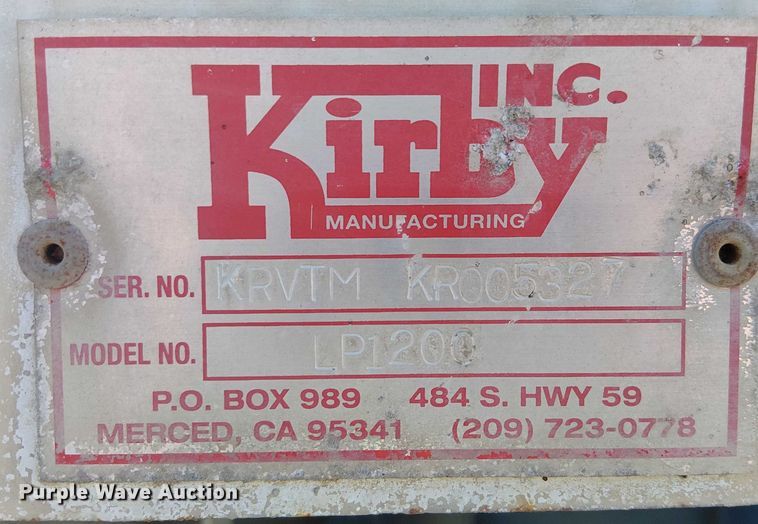 Kirby INC.
MANUFACTURING
SER. NO. KRVTM KR005327
MODEL NO. LP1200
P.O. BOX 989 484 S. HWY 59
MERCED, CA 95341 (209) 723-0778
Purple Wave Auction